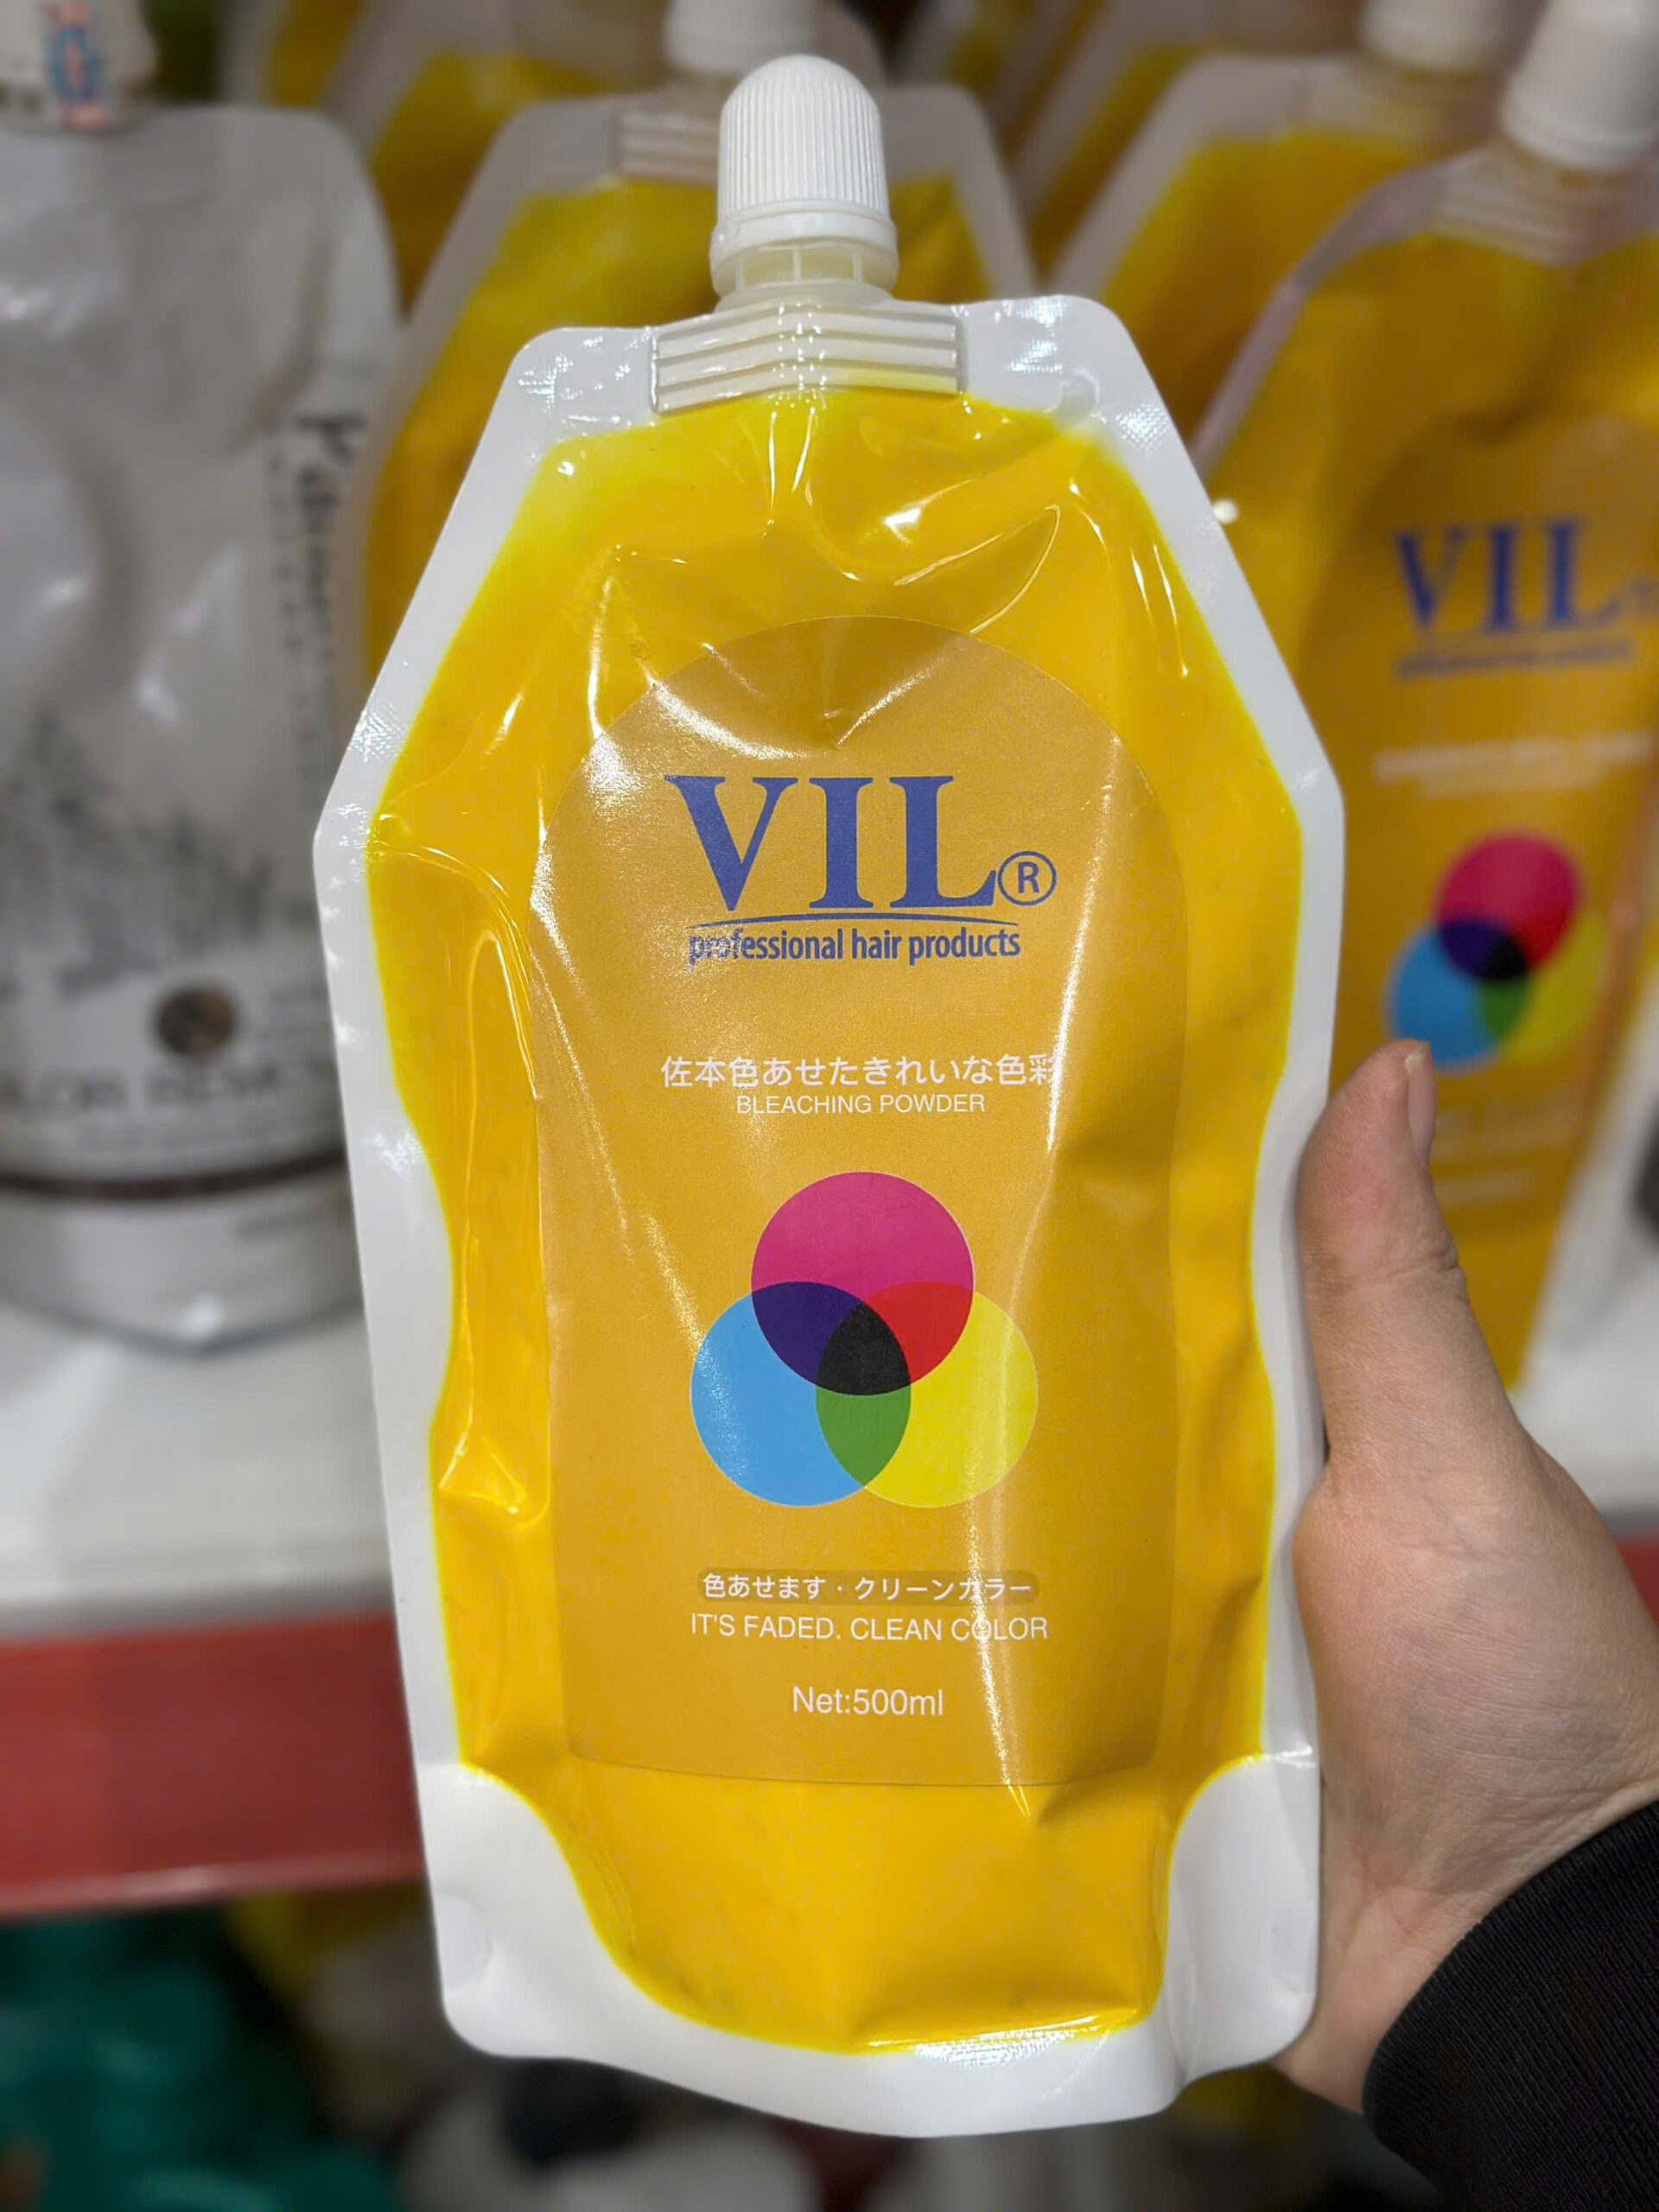 VIL®
professional hair products
佐本色あせたきれいな色彩
BLEACHING POWDER
色あせます・クリーンカラー
IT'S FADED. CLEAN COLOR
Net:500ml
VIL